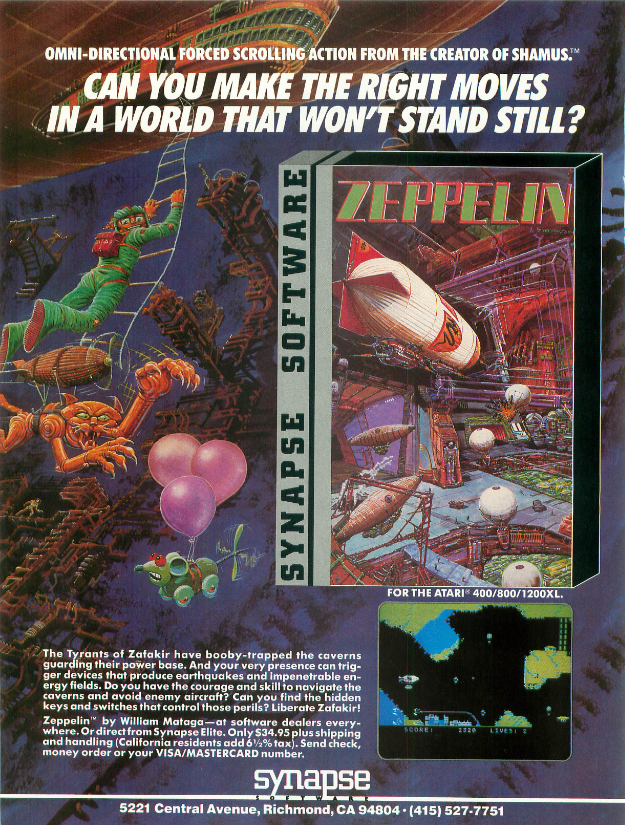 OMNI-DIRECTIONAL FORCED SCROLLING ACTION FROM THE CREATOR OF SHAMUS.™
CAN YOU MAKE THE RIGHT MOVES
IN A WORLD THAT WON'T STAND STILL?
SYNAPSE SOFTWARE
ZEPPELIN
FOR THE ATARI® 400/800/1200XL.
The Tyrants of Zafakir have booby-trapped the caverns
guarding their power base. And your very presence can trig-
ger devices that produce earthquakes and impenetrable en-
ergy fields. Do you have the courage and skill to navigate the
caverns and avoid enemy aircraft? Can you find the hidden
keys and switches that control those perils? Liberate Zafakir!
Zeppelin™ by William Mataga—at software dealers every-
where. Or direct from Synapse Elite. Only $34.95 plus shipping
and handling (California residents add 6½% tax). Send check,
money order or your VISA/MASTERCARD number.
SCORE: 2320 LIVES: 2
synapse
SOFTWARE
5221 Central Avenue, Richmond, CA 94804 • (415) 527-7751